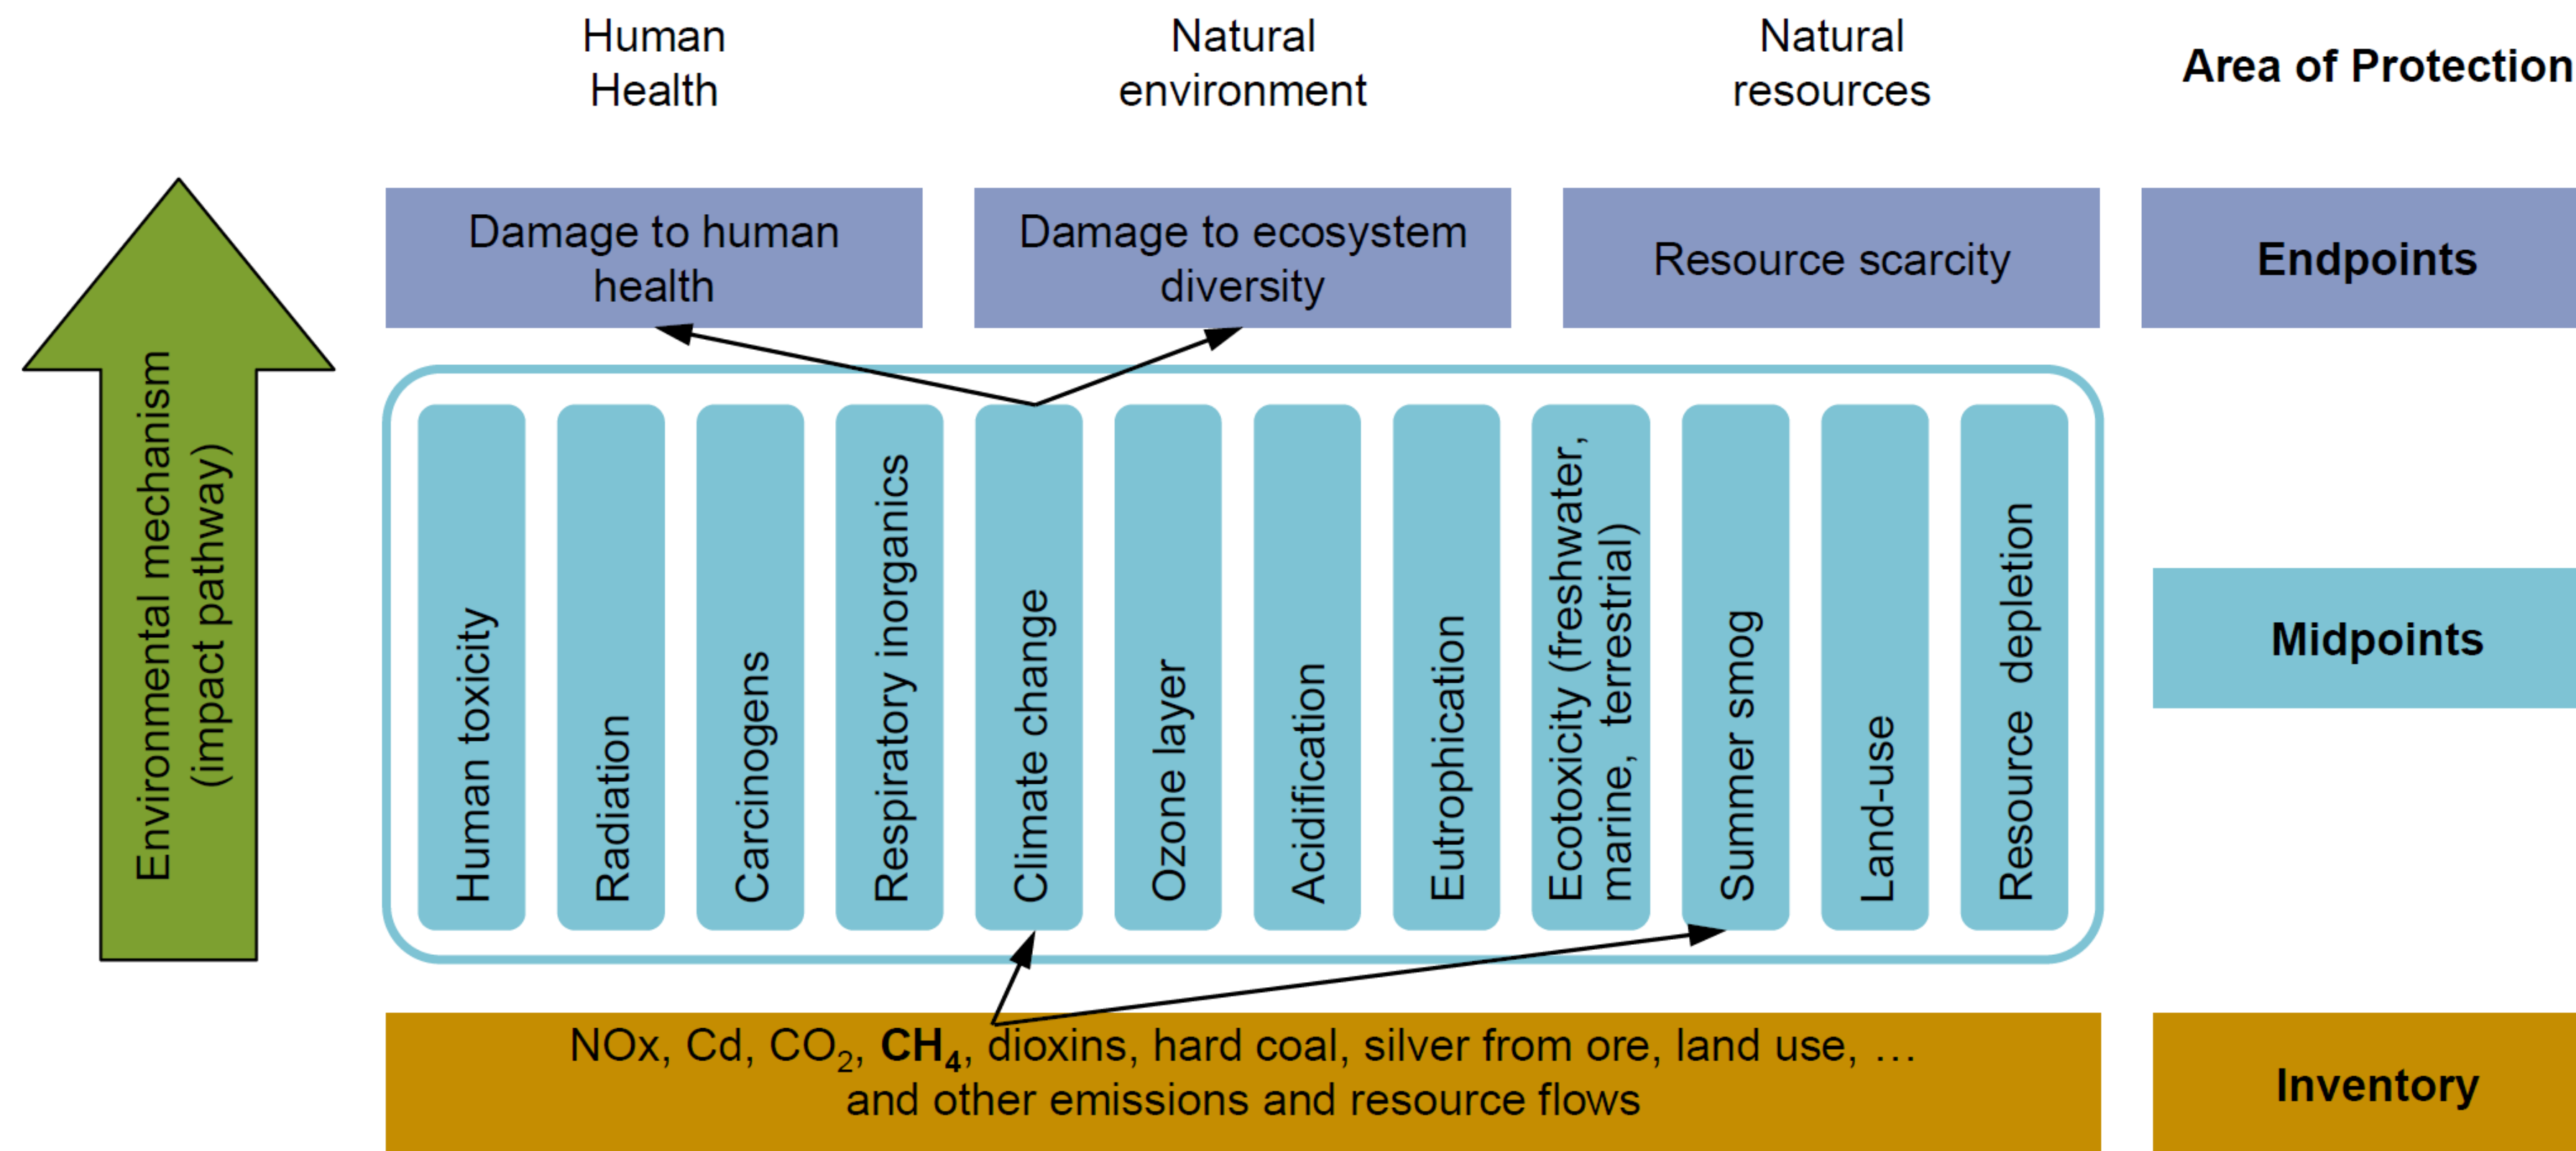 Human
Health
Natural
environment
Natural
resources
Area of Protection
Damage to human
health
Damage to ecosystem
diversity
Resource scarcity
Endpoints
Environmental mechanism
(impact pathway)
Human toxicity
Radiation
Carcinogens
Respiratory inorganics
Climate change
Ozone layer
Acidification
Eutrophication
Ecotoxicity (freshwater,
marine, terrestrial)
Summer smog
Land-use
Resource depletion
Midpoints
NOx, Cd, CO₂, CH₄, dioxins, hard coal, silver from ore, land use, …
and other emissions and resource flows
Inventory